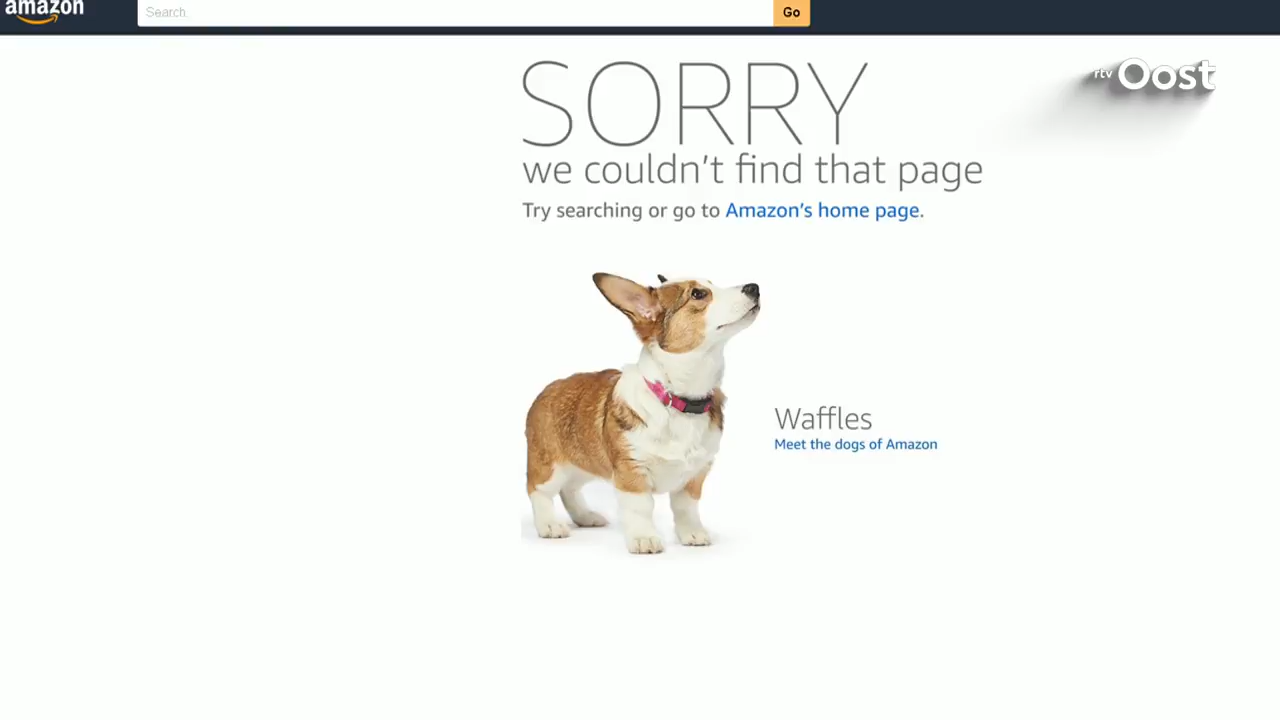 amazon
Search
Go
rtv Oost
SORRY
we couldn't find that page
Try searching or go to Amazon's home page.
Waffles
Meet the dogs of Amazon